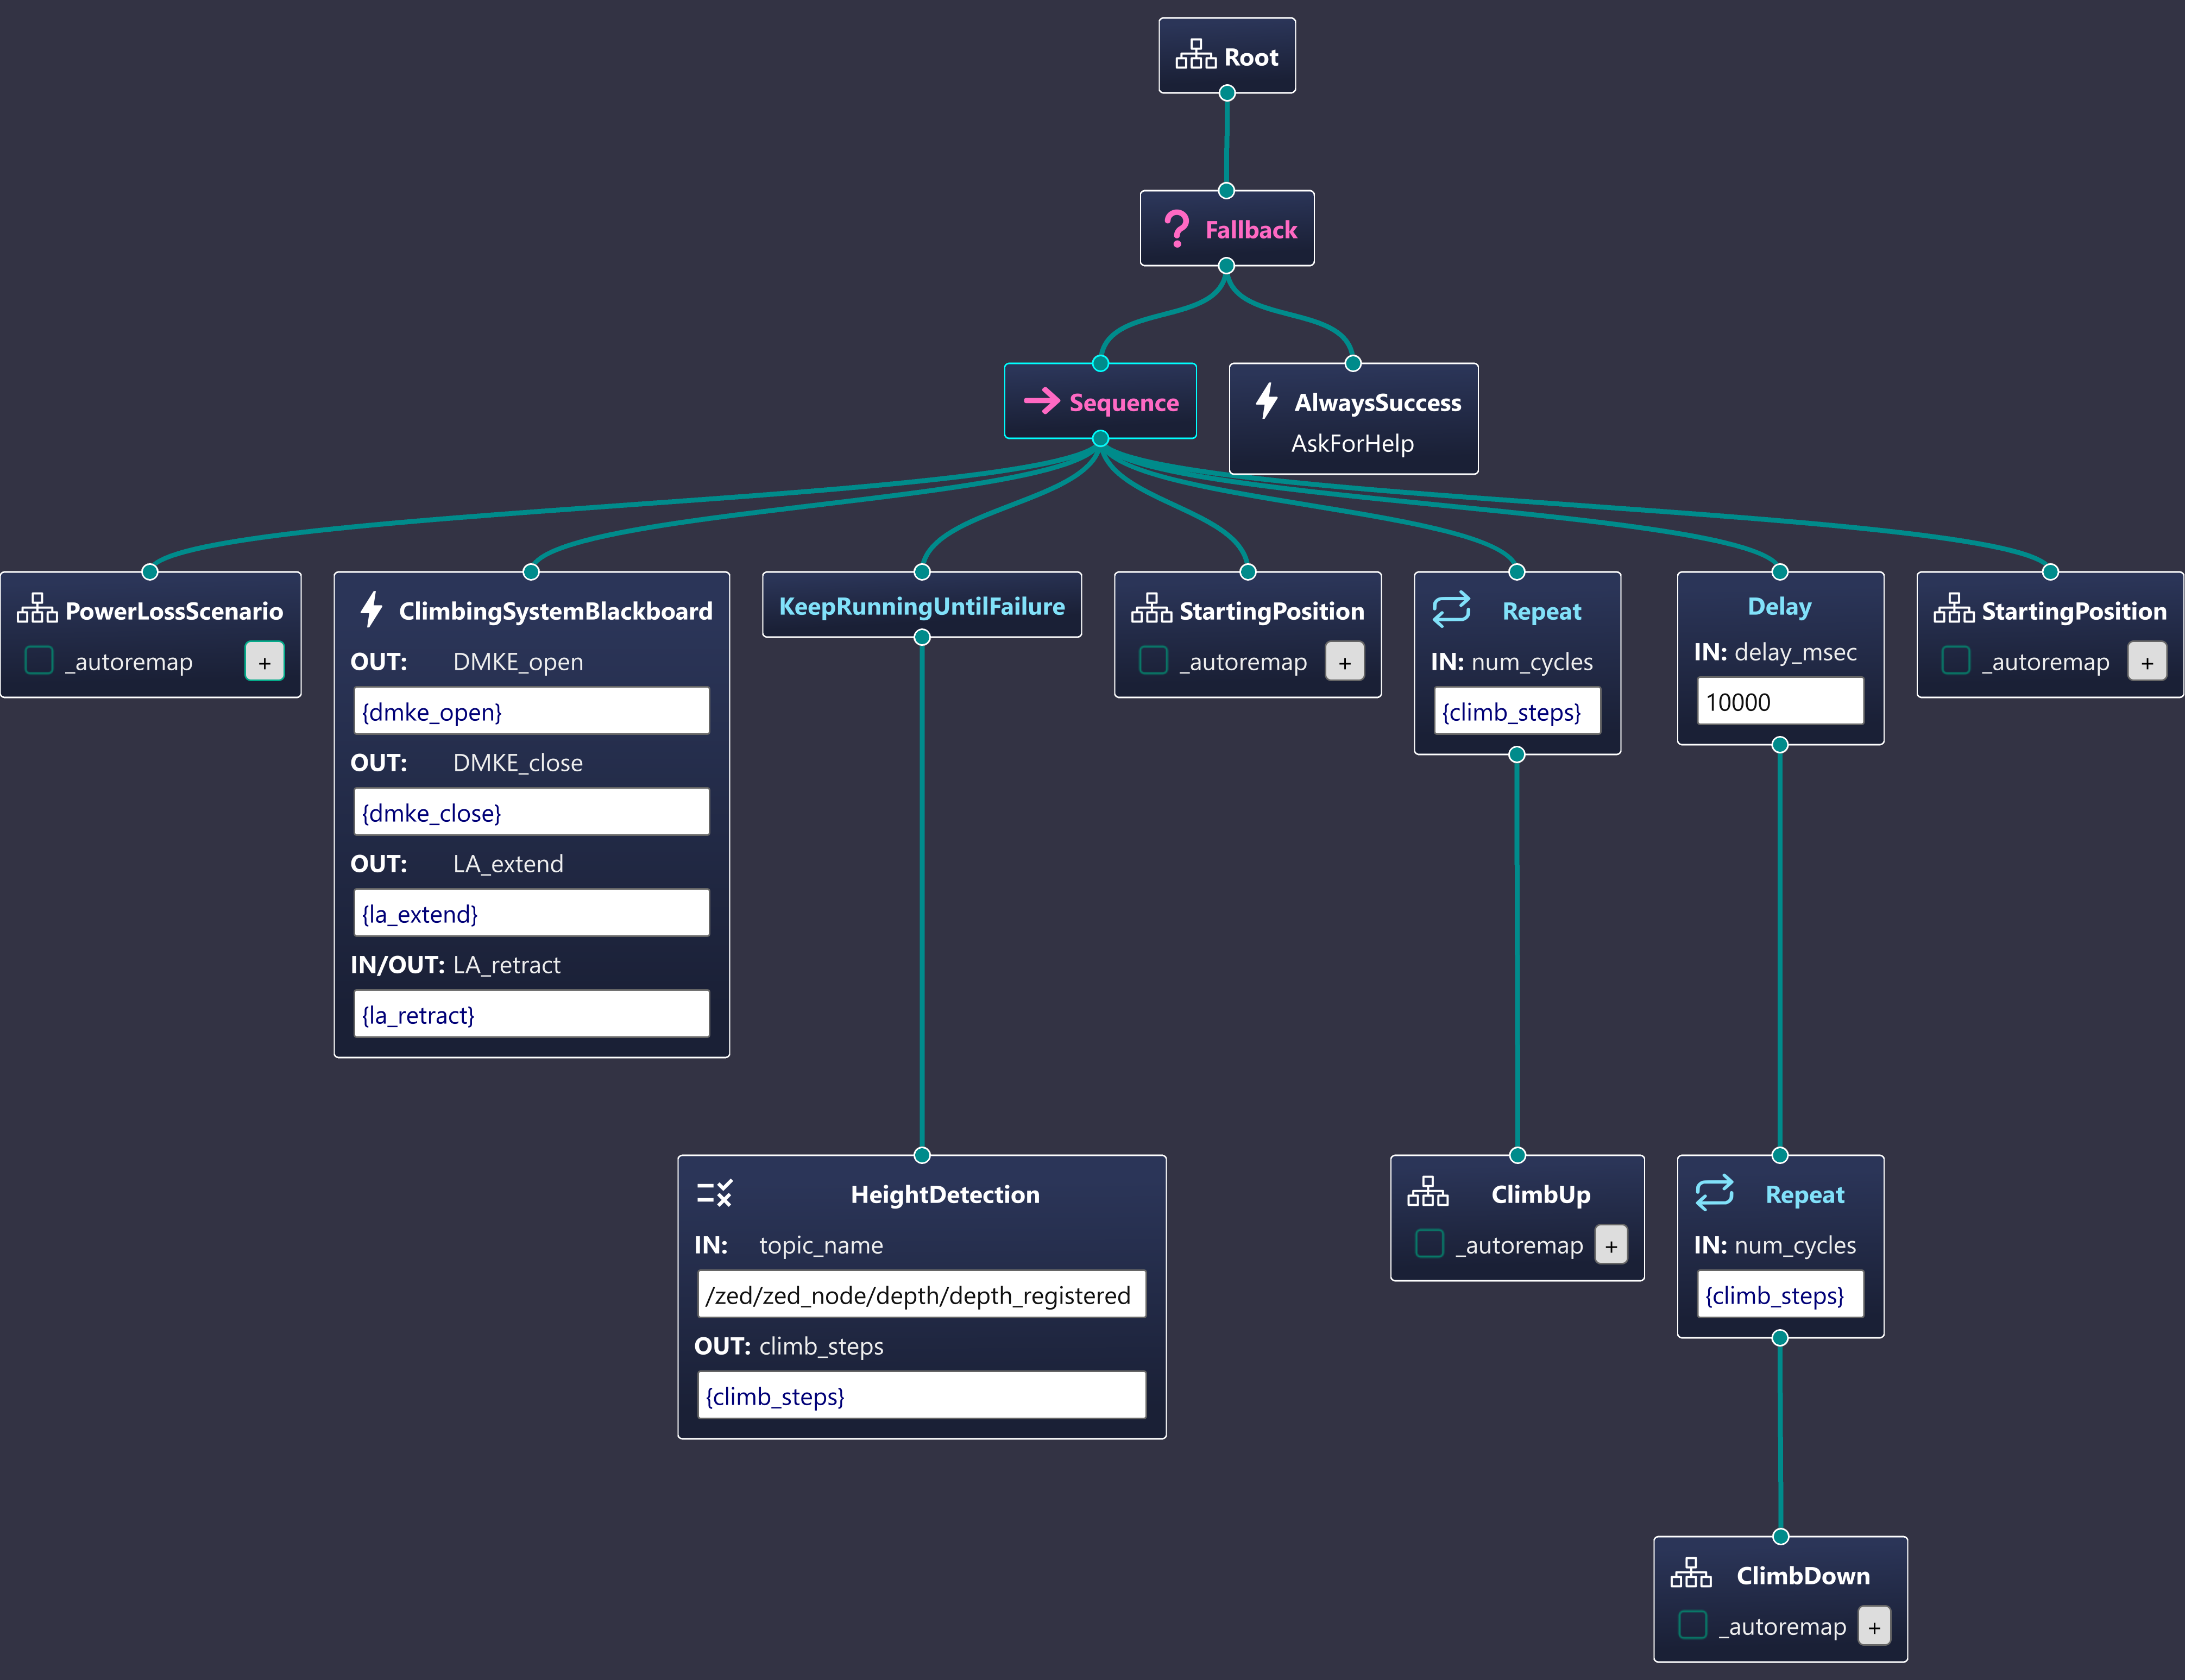 Root
Fallback
Sequence
AlwaysSuccess
AskForHelp
PowerLossScenario
_autoremap +
ClimbingSystemBlackboard
OUT: DMKE_open
{dmke_open}
OUT: DMKE_close
{dmke_close}
OUT: LA_extend
{la_extend}
IN/OUT: LA_retract
{la_retract}
KeepRunningUntilFailure
StartingPosition
_autoremap +
Repeat
IN: num_cycles
{climb_steps}
Delay
IN: delay_msec
10000
StartingPosition
_autoremap +
HeightDetection
IN: topic_name
/zed/zed_node/depth/depth_registered
OUT: climb_steps
{climb_steps}
ClimbUp
_autoremap +
Repeat
IN: num_cycles
{climb_steps}
ClimbDown
_autoremap +